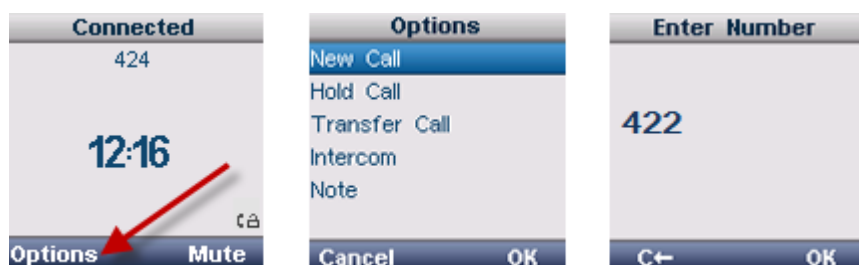 Connected
424
12:16
Options Mute
Options
New Call
Hold Call
Transfer Call
Intercom
Note
Cancel OK
Enter Number
422
C← OK